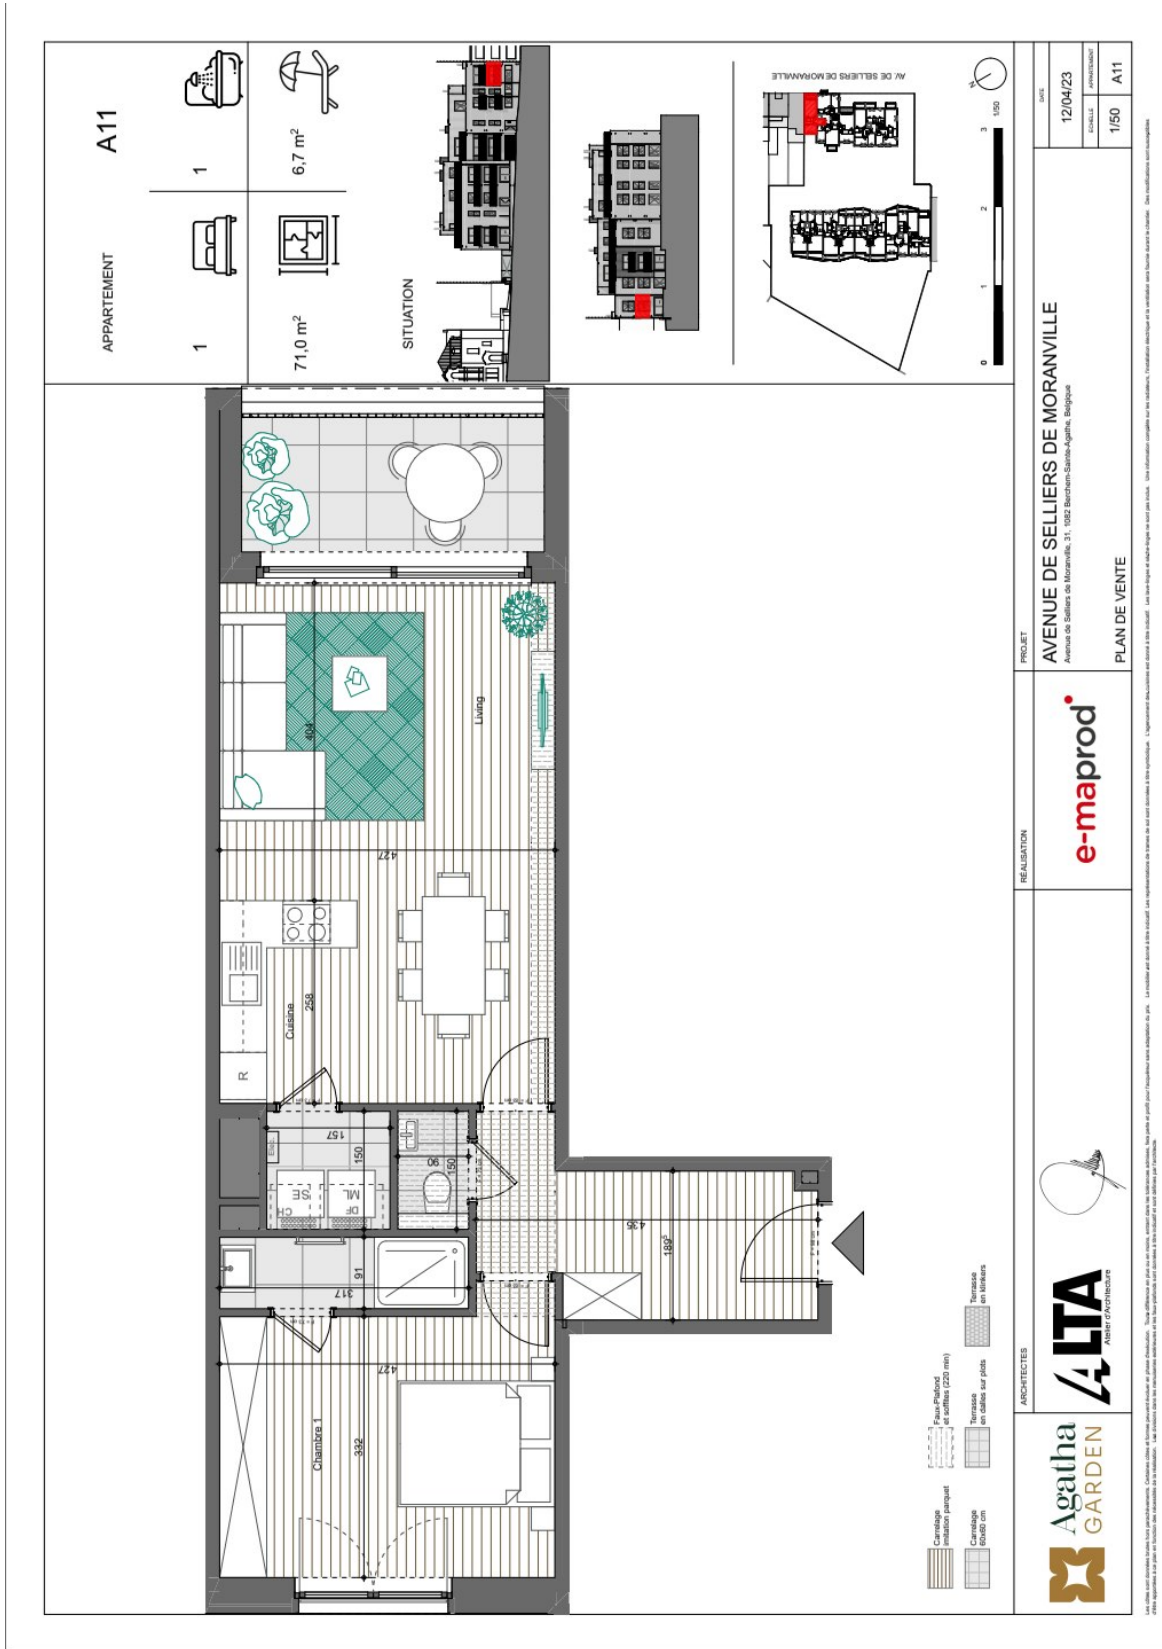 APPARTEMENT
A11
1
1
71,0 m²
6,7 m²
SITUATION
AV. DE SELLIERS DE MORANVILLE
N
0
1
2
3
1/50
Chambre 1
332
427
317
91
CH
SE
DF
ML
Elec.
157
150
90
150
435
189⁵
R
Cuisine
258
427
404
Living
Carrelage
imitation parquet
Faux-Plafond
et soffites (220 min)
Carrelage
60x60 cm
Terrasse
en dalles sur plots
Terrasse
en klinkers
Agatha
GARDEN
ARCHITECTES
ALTA
Atelier d'Architecture
RÉALISATION
e-maprod
PROJET
AVENUE DE SELLIERS DE MORANVILLE
Avenue de Selliers de Moranville, 31, 1082 Berchem-Sainte-Agathe, Belgique
PLAN DE VENTE
DATE
12/04/23
ECHELLE
1/50
APPARTEMENT
A11